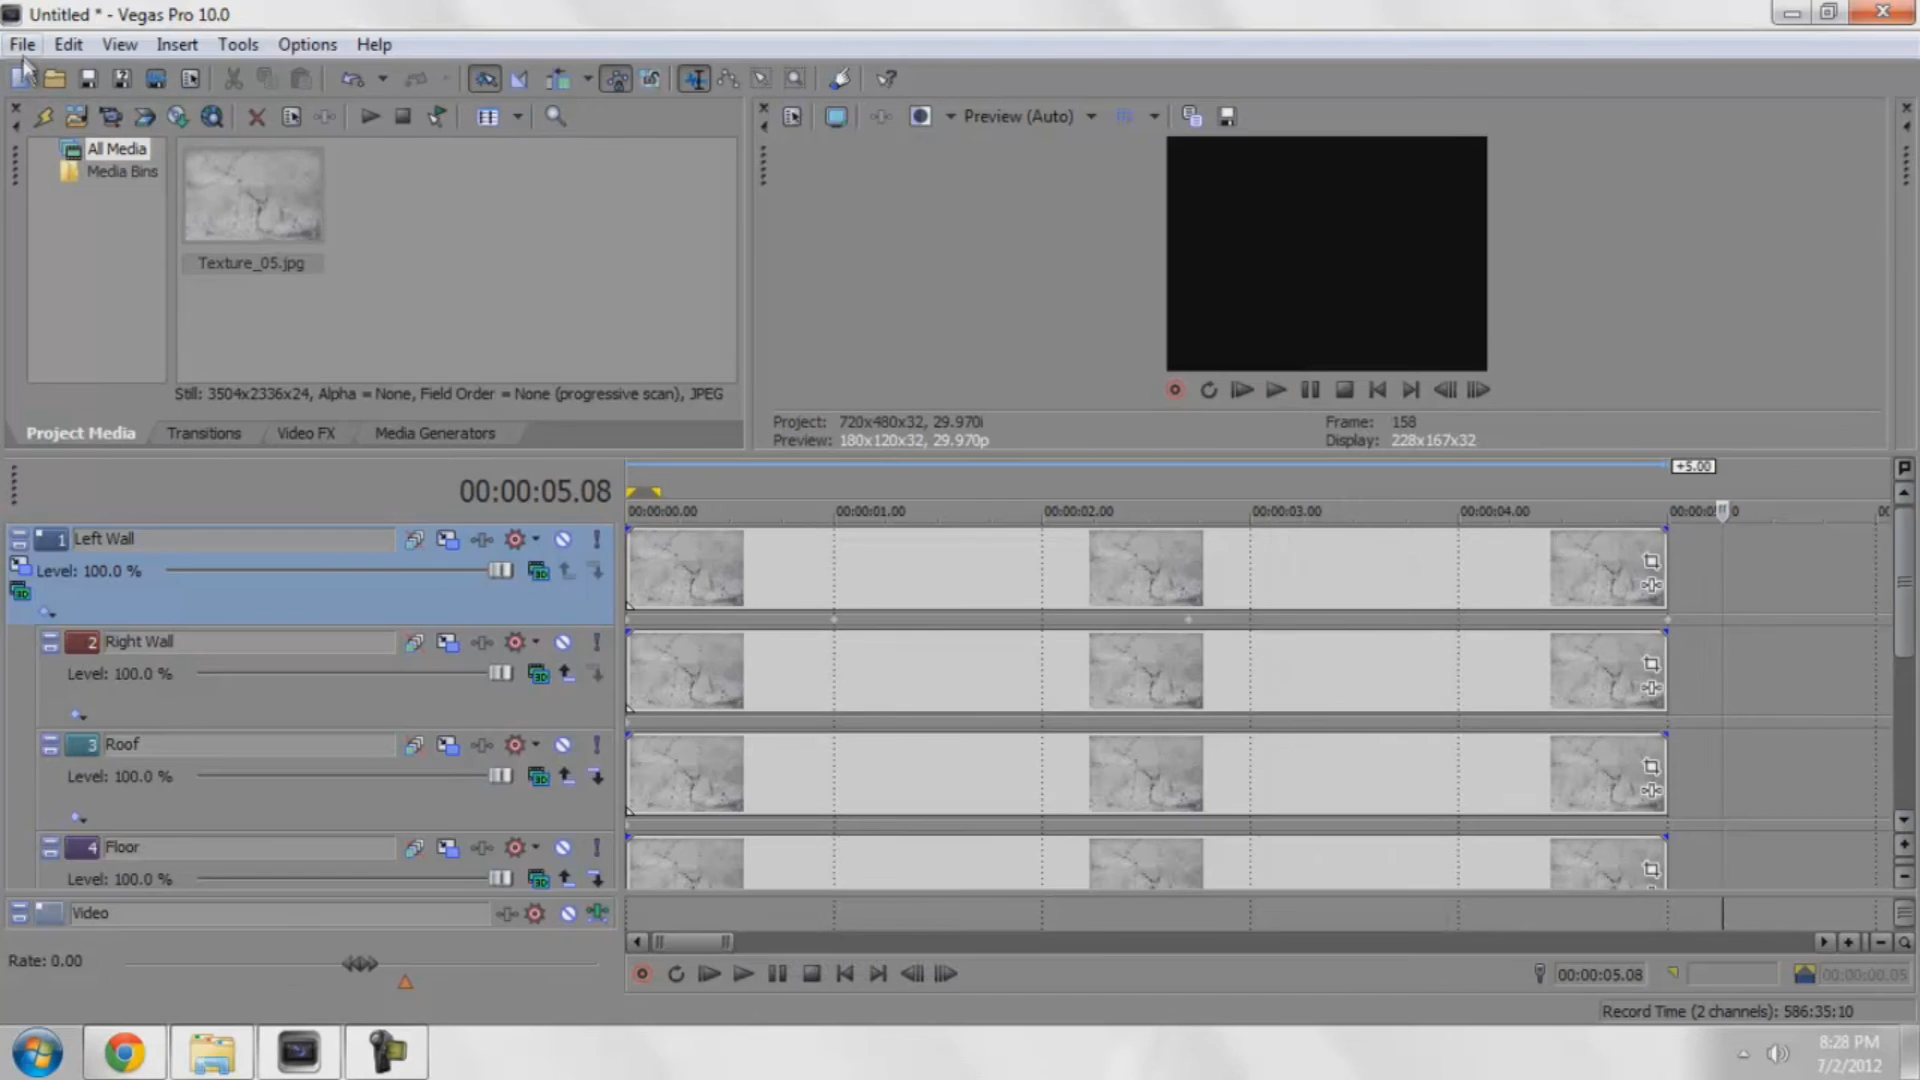 Untitled * - Vegas Pro 10.0
File Edit View Insert Tools Options Help
All Media
Media Bins
Texture_05.jpg
Still: 3504x2336x24, Alpha = None, Field Order = None (progressive scan), JPEG
Project Media Transitions Video FX Media Generators
Preview (Auto)
Project: 720x480x32, 29.970i
Preview: 180x120x32, 29.970p
Frame: 158
Display: 228x167x32
00:00:05.08
+5.00
00:00:00.00 00:00:01.00 00:00:02.00 00:00:03.00 00:00:04.00
1 Left Wall
Level: 100.0 %
2 Right Wall
Level: 100.0 %
3 Roof
Level: 100.0 %
4 Floor
Level: 100.0 %
Video
Rate: 0.00
00:00:05.08
00:00:00.05
Record Time (2 channels): 586:35:10
8:28 PM
7/2/2012